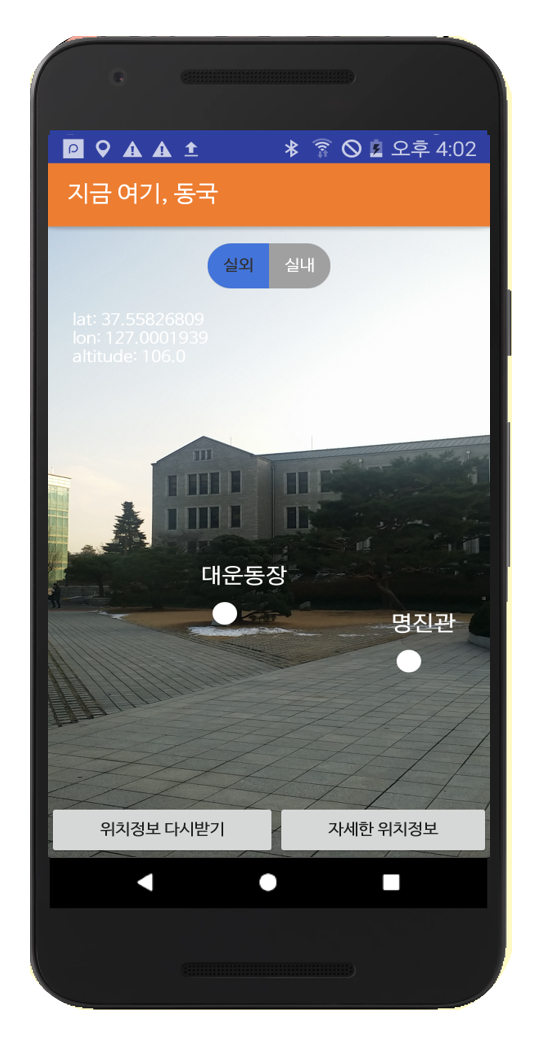 오후 4:02
지금 여기, 동국
실외 실내
lat: 37.55826809
lon: 127.0001939
altitude: 106.0
대운동장
명진관
위치정보 다시받기 자세한 위치정보